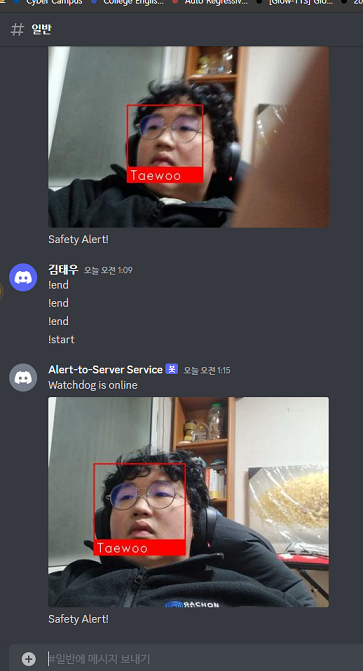 Cyber Campus
College Englis...
Auto Regressiv...
[Glow-TTS] Glo...
# 일반
Taewoo
Safety Alert!
김태우 오늘 오전 1:09
!end
!end
!end
!start
Alert-to-Server Service 봇 오늘 오전 1:15
Watchdog is online
Taewoo
GACHON
Safety Alert!
#일반에 메시지 보내기